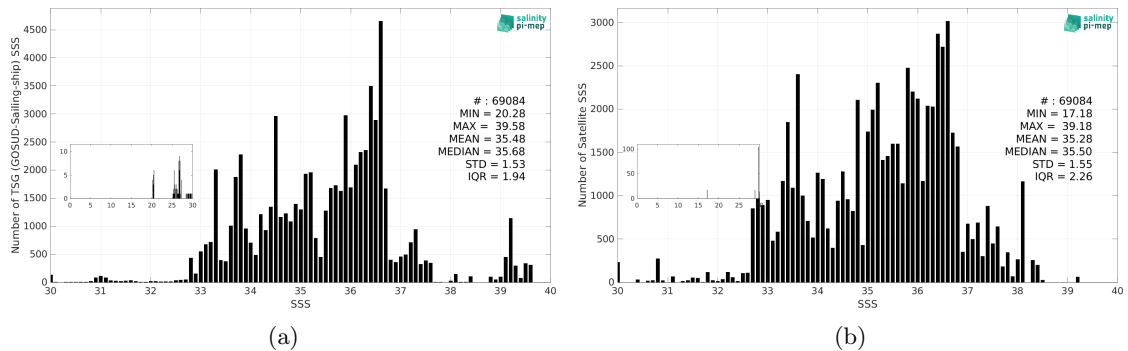 salinity
pi-mep
Number of TSG (GOSUD-Sailing-ship) SSS
4500
4000
3500
3000
2500
2000
1500
1000
500
0
# : 69084
MIN = 20.28
MAX = 39.58
MEAN = 35.48
MEDIAN = 35.68
STD = 1.53
IQR = 1.94
10
5
0
0 5 10 15 20 25 30
30 31 32 33 34 35 36 37 38 39 40
SSS
(a)
salinity
pi-mep
Number of Satellite SSS
3000
2500
2000
1500
1000
500
0
# : 69084
MIN = 17.18
MAX = 39.18
MEAN = 35.28
MEDIAN = 35.50
STD = 1.55
IQR = 2.26
100
50
0
0 5 10 15 20 25 30
30 31 32 33 34 35 36 37 38 39 40
SSS
(b)